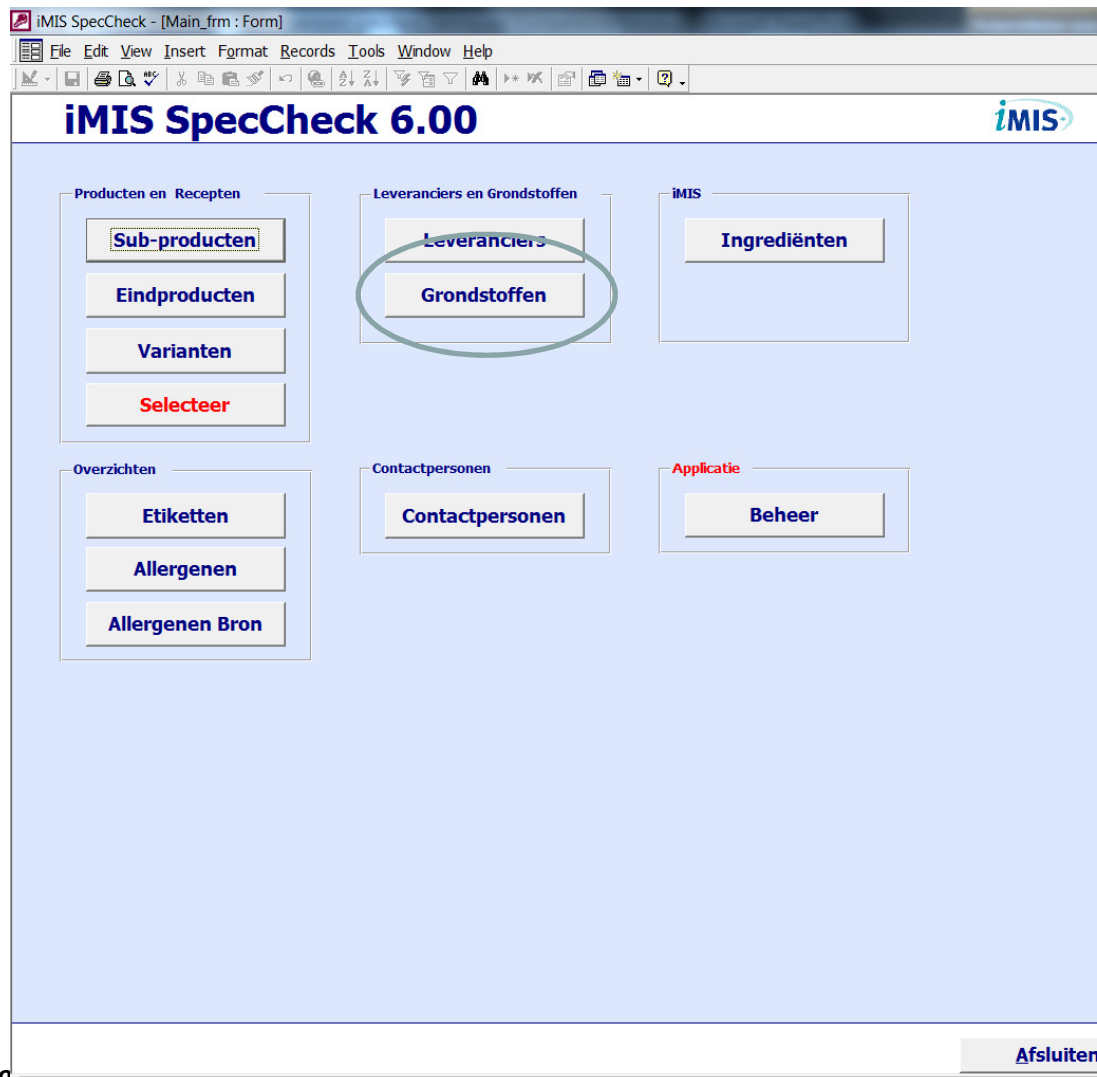 iMIS SpecCheck - [Main_frm : Form]
File Edit View Insert Format Records Tools Window Help
iMIS SpecCheck 6.00
iMIS
Producten en Recepten
Sub-producten
Eindproducten
Varianten
Selecteer
Leveranciers en Grondstoffen
Leveranciers
Grondstoffen
iMIS
Ingrediënten
Overzichten
Etiketten
Allergenen
Allergenen Bron
Contactpersonen
Contactpersonen
Applicatie
Beheer
Afsluiten